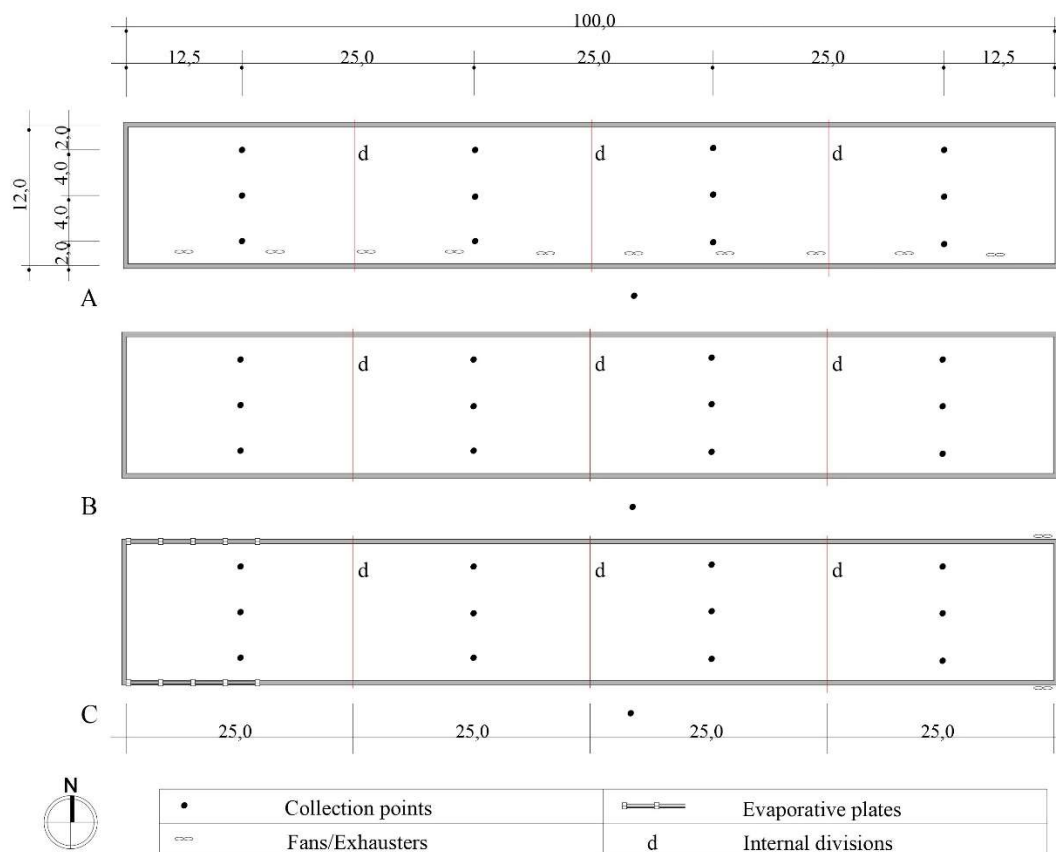 100,0
12,5 25,0 25,0 25,0 12,5
12,0 2,0 4,0 4,0 2,0
d d d
A
d d d
B
d d d
C
25,0 25,0 25,0 25,0
N
Collection points Evaporative plates
Fans/Exhausters d Internal divisions